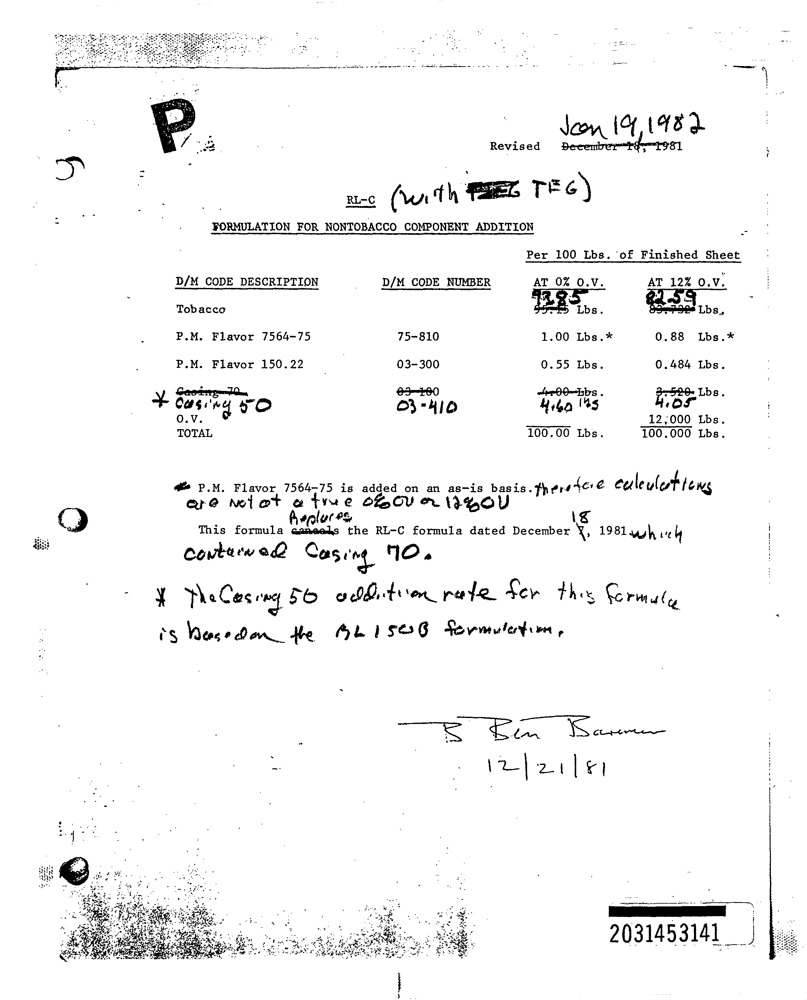 P
Jan 19, 1982
Revised December 18, 1981
RL-C (with TEG)
FORMULATION FOR NONTOBACCO COMPONENT ADDITION
Per 100 Lbs. of Finished Sheet
D/M CODE DESCRIPTION D/M CODE NUMBER AT 0% O.V. AT 12% O.V.
93.85 82.59
Tobacco Lbs. Lbs.
P.M. Flavor 7564-75 75-810 1.00 Lbs.* 0.88 Lbs.*
P.M. Flavor 150.22 03-300 0.55 Lbs. 0.484 Lbs.
Casing 70 03-100 4.00 Lbs. 3.520 Lbs.
* Casing 50 03-410 4.60 lbs 4.05
O.V. 12,000 Lbs.
TOTAL 100.00 Lbs. 100.000 Lbs.
* P.M. Flavor 7564-75 is added on an as-is basis. therefore calculations
are not at a true 0% OV or 12% OV
Replaces 18
This formula cancels the RL-C formula dated December , 1981 which
contained Casing 70.
* The Casing 50 addition rate for this formula
is based on the formulation.
B Ben
12/21/81
2031453141